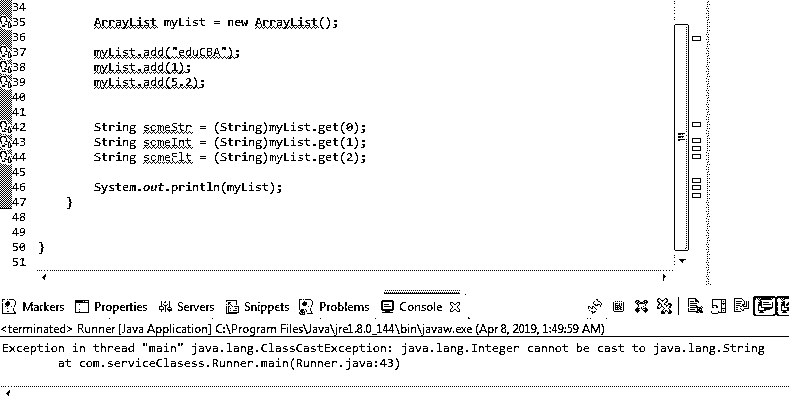 34
35 ArrayList myList = new ArrayList();
36
37 myList.add("eduCBA");
38 myList.add(1);
39 myList.add(5.2);
40
41
42 String someStr = (String)myList.get(0);
43 String someInt = (String)myList.get(1);
44 String someFlt = (String)myList.get(2);
45
46 System.out.println(myList);
47 }
48
49
50 }
51
Markers Properties Servers Snippets Problems Console
<terminated> Runner [Java Application] C:\Program Files\Java\jre1.8.0_144\bin\javaw.exe (Apr 8, 2019, 1:49:59 AM)
Exception in thread "main" java.lang.ClassCastException: java.lang.Integer cannot be cast to java.lang.String
at com.serviceClasess.Runner.main(Runner.java:43)